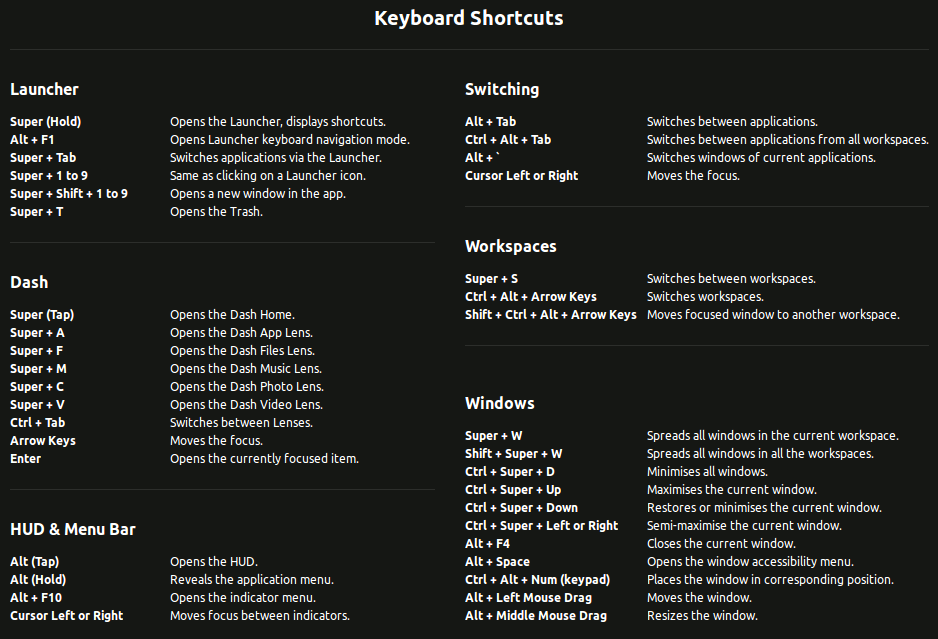 Keyboard Shortcuts
Launcher
Super (Hold) Opens the Launcher, displays shortcuts.
Alt + F1 Opens Launcher keyboard navigation mode.
Super + Tab Switches applications via the Launcher.
Super + 1 to 9 Same as clicking on a Launcher icon.
Super + Shift + 1 to 9 Opens a new window in the app.
Super + T Opens the Trash.
Dash
Super (Tap) Opens the Dash Home.
Super + A Opens the Dash App Lens.
Super + F Opens the Dash Files Lens.
Super + M Opens the Dash Music Lens.
Super + C Opens the Dash Photo Lens.
Super + V Opens the Dash Video Lens.
Ctrl + Tab Switches between Lenses.
Arrow Keys Moves the focus.
Enter Opens the currently focused item.
HUD & Menu Bar
Alt (Tap) Opens the HUD.
Alt (Hold) Reveals the application menu.
Alt + F10 Opens the indicator menu.
Cursor Left or Right Moves focus between indicators.
Switching
Alt + Tab Switches between applications.
Ctrl + Alt + Tab Switches between applications from all workspaces.
Alt + ` Switches windows of current applications.
Cursor Left or Right Moves the focus.
Workspaces
Super + S Switches between workspaces.
Ctrl + Alt + Arrow Keys Switches workspaces.
Shift + Ctrl + Alt + Arrow Keys Moves focused window to another workspace.
Windows
Super + W Spreads all windows in the current workspace.
Shift + Super + W Spreads all windows in all the workspaces.
Ctrl + Super + D Minimises all windows.
Ctrl + Super + Up Maximises the current window.
Ctrl + Super + Down Restores or minimises the current window.
Ctrl + Super + Left or Right Semi-maximise the current window.
Alt + F4 Closes the current window.
Alt + Space Opens the window accessibility menu.
Ctrl + Alt + Num (keypad) Places the window in corresponding position.
Alt + Left Mouse Drag Moves the window.
Alt + Middle Mouse Drag Resizes the window.